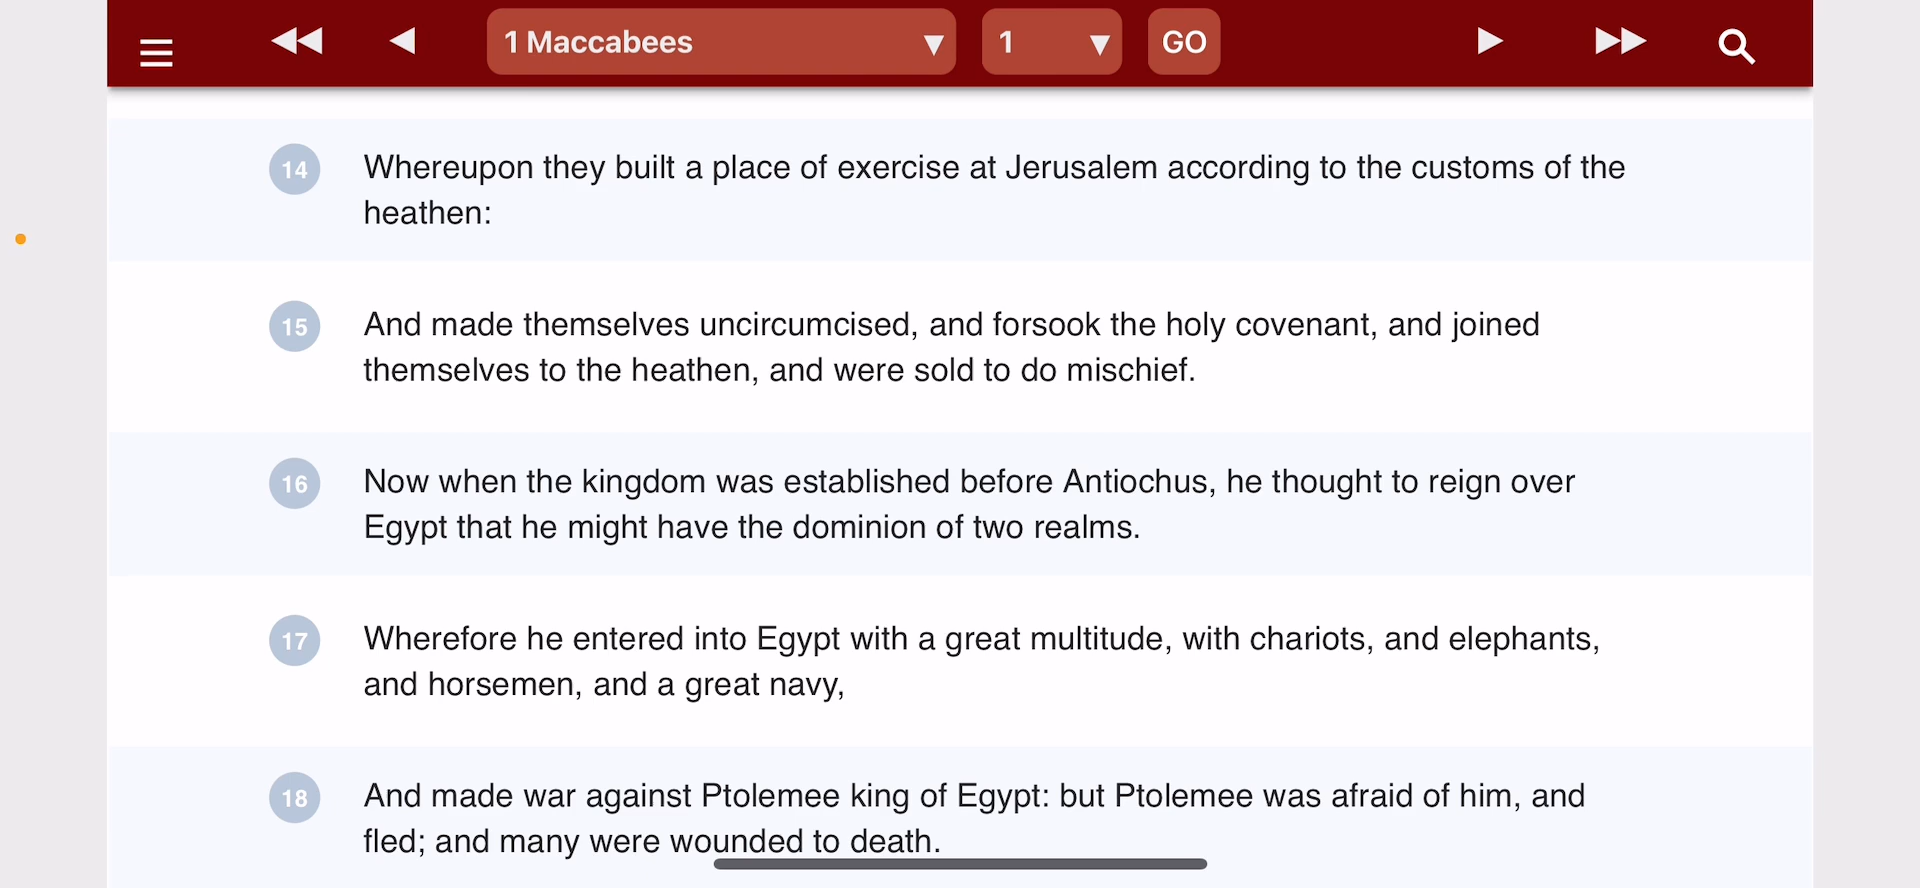 1 Maccabees
1
GO
14 Whereupon they built a place of exercise at Jerusalem according to the customs of the
heathen:
15 And made themselves uncircumcised, and forsook the holy covenant, and joined
themselves to the heathen, and were sold to do mischief.
16 Now when the kingdom was established before Antiochus, he thought to reign over
Egypt that he might have the dominion of two realms.
17 Wherefore he entered into Egypt with a great multitude, with chariots, and elephants,
and horsemen, and a great navy,
18 And made war against Ptolemee king of Egypt: but Ptolemee was afraid of him, and
fled; and many were wounded to death.